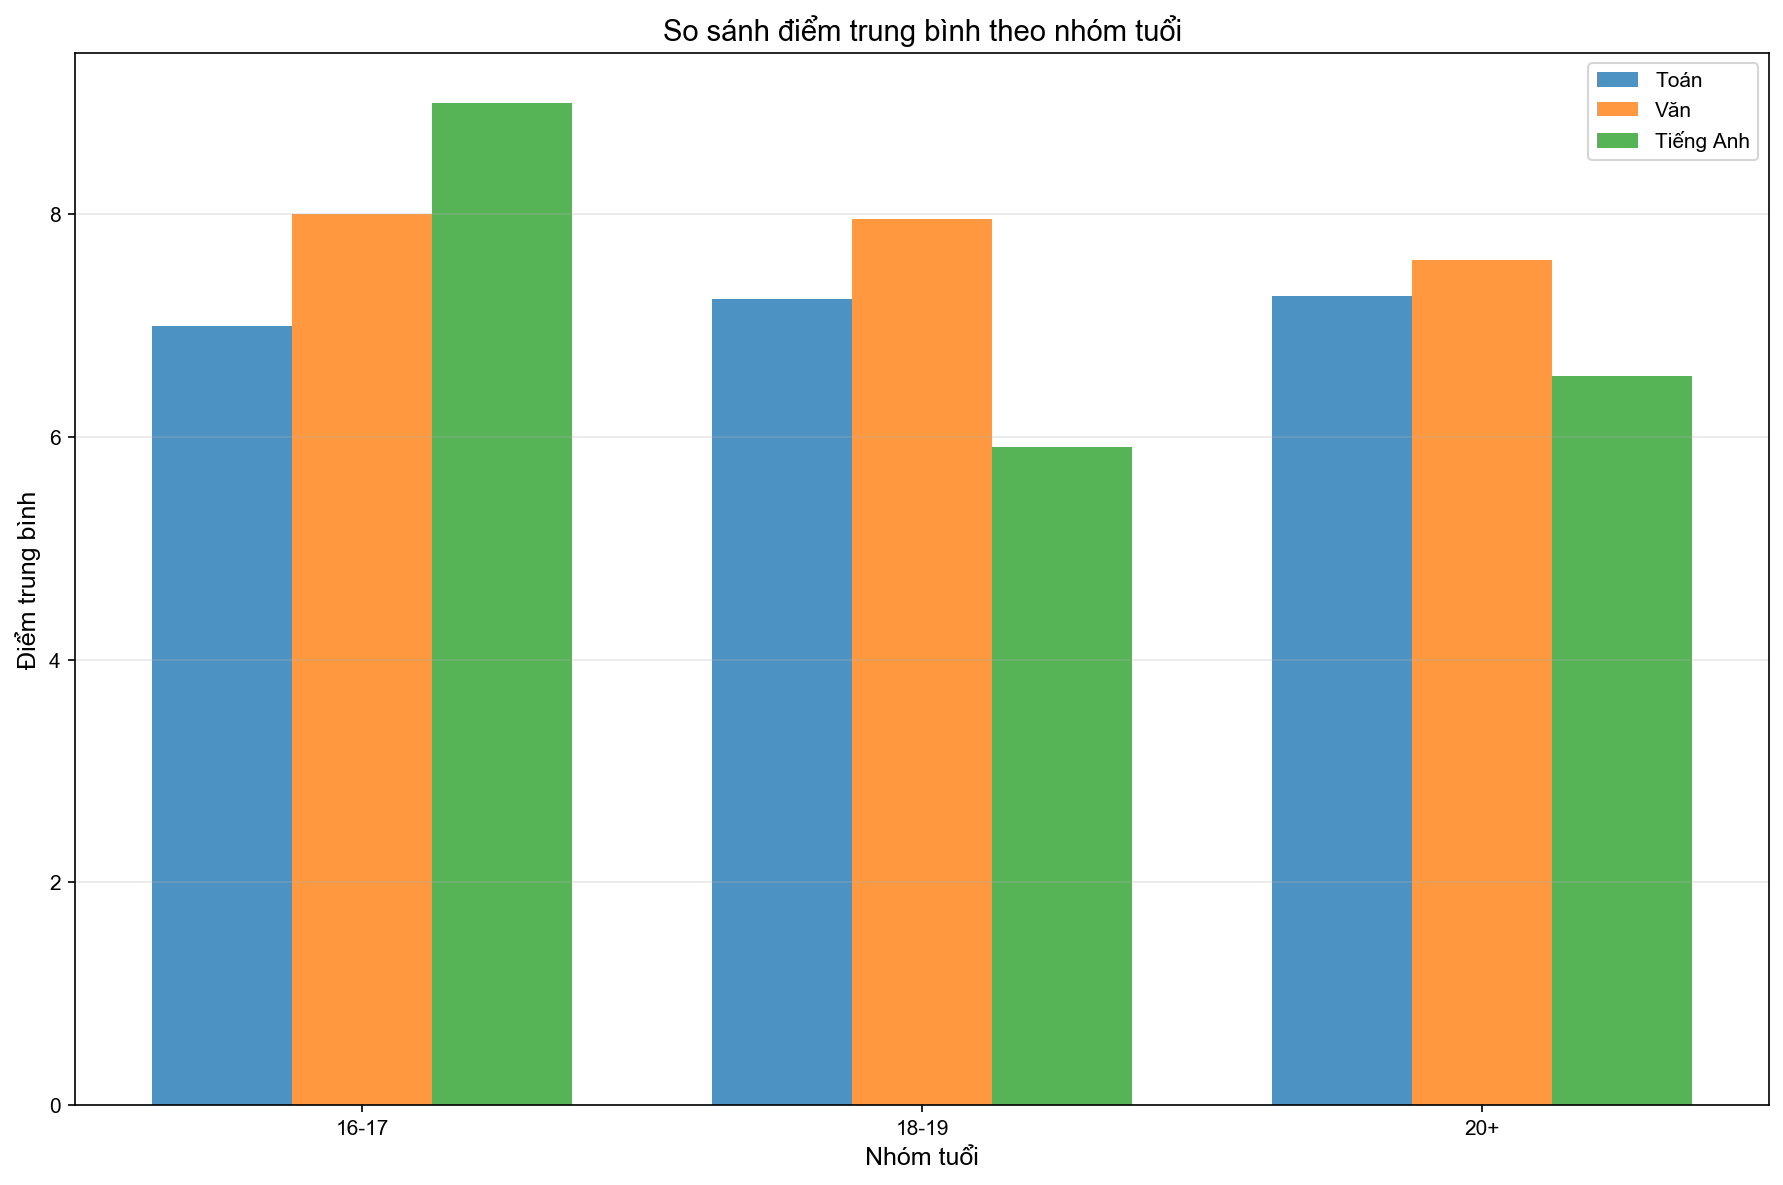 So sánh điểm trung bình theo nhóm tuổi
Toán
Văn
Tiếng Anh
Điểm trung bình
8
6
4
2
0
16-17
18-19
20+
Nhóm tuổi